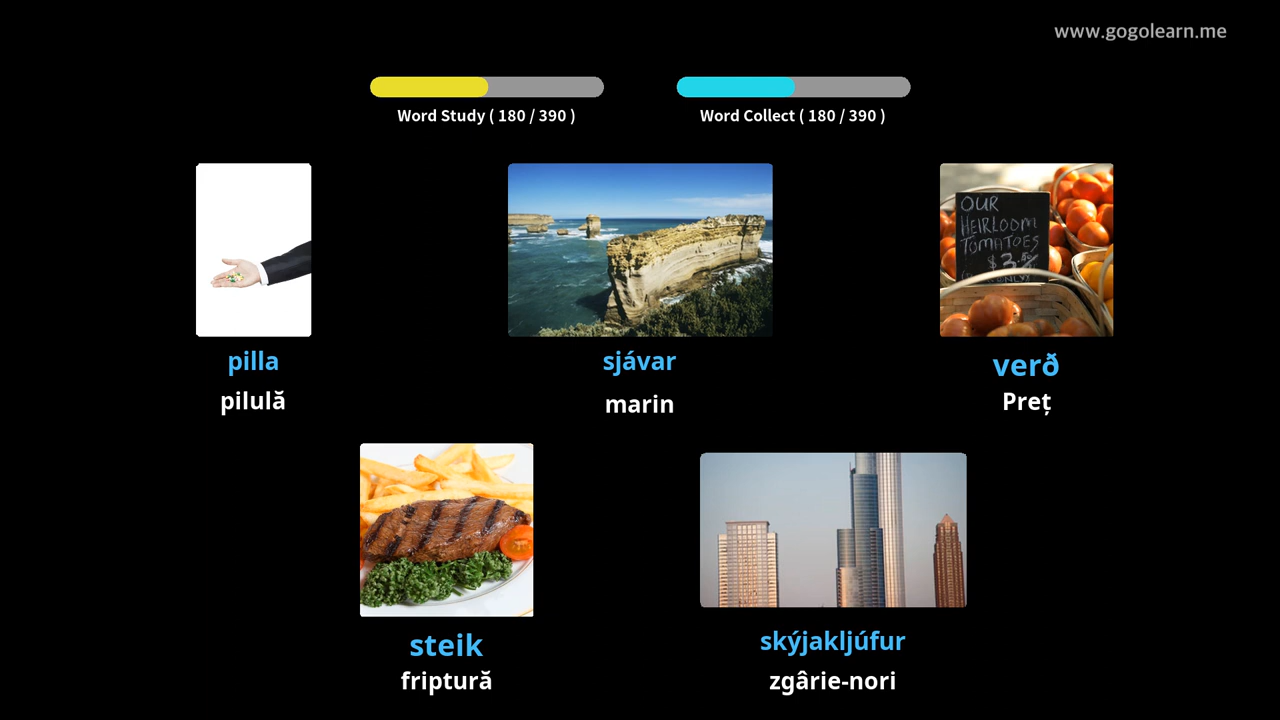 www.gogolearn.me
Word Study ( 180 / 390 )
Word Collect ( 180 / 390 )
OUR
HEIRLOOM
TOMATOES
pilla
pilulă
sjávar
marin
verð
Preț
steik
friptură
skýjakljúfur
zgârie-nori